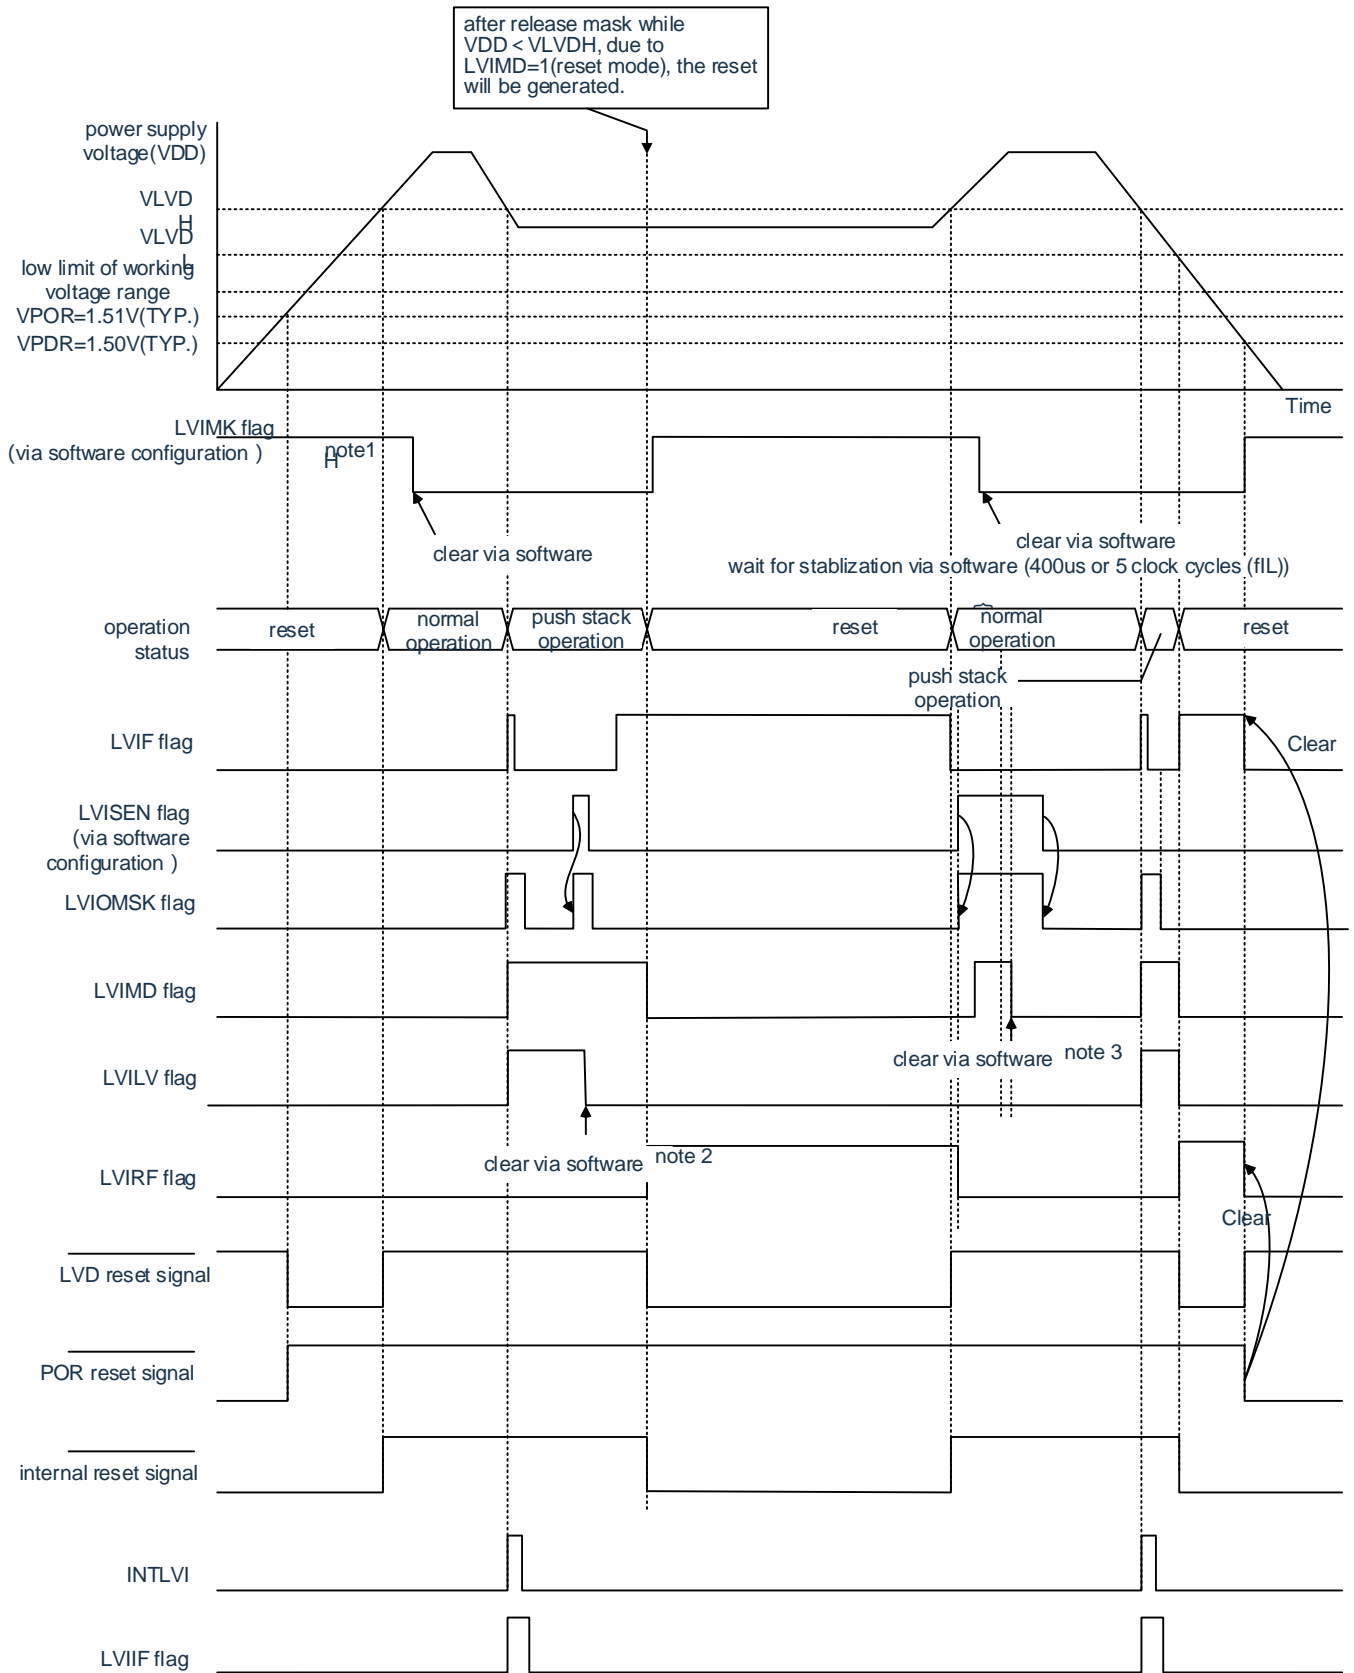 after release mask while
VDD < VLVDH, due to
LVIMD=1(reset mode), the reset
will be generated.
power supply
voltage(VDD)
VLVD
H
VLVD
L
low limit of working
voltage range
VPOR=1.51V(TYP.)
VPDR=1.50V(TYP.)
Time
LVIMK flag
(via software configuration )
H
note1
clear via software
clear via software
wait for stablization via software (400us or 5 clock cycles (fIL))
operation
status
reset
normal
operation
push stack
operation
reset
normal
operation
reset
push stack
operation
LVIF flag
Clear
LVISEN flag
(via software
configuration )
LVIOMSK flag
LVIMD flag
clear via software
note 3
LVILV flag
clear via software
note 2
LVIRF flag
Clear
LVD reset signal
POR reset signal
internal reset signal
INTLVI
LVIIF flag